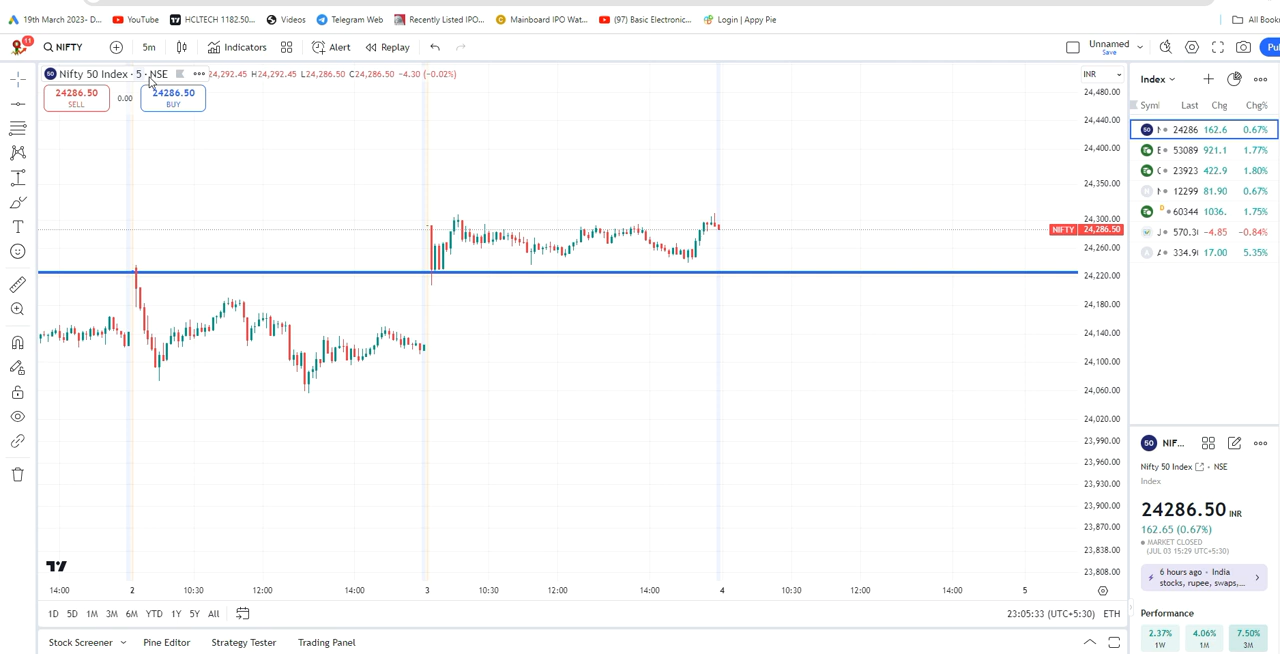 19th March 2023- D... YouTube HCLTECH 1182.50... Videos Telegram Web Recently Listed IPO... Mainboard IPO Wat... (97) Basic Electronic... Login | Appy Pie All Book
11 NIFTY 5m Indicators Alert Replay Unnamed Save Pu
50 Nifty 50 Index · 5 · NSE 24,292.45 H24,292.45 L24,286.50 C24,286.50 -4.30 (-0.02%) INR
24286.50 SELL 0.00 24286.50 BUY
24,480.00
24,440.00
24,400.00
24,350.00
24,300.00
NIFTY 24,286.50
24,260.00
24,220.00
24,180.00
24,140.00
24,100.00
24,060.00
24,020.00
23,990.00
23,960.00
23,930.00
23,900.00
23,870.00
23,838.00
23,808.00
14:00 2 10:30 12:00 14:00 3 10:30 12:00 14:00 4 10:30 12:00 14:00 5
1D 5D 1M 3M 6M YTD 1Y 5Y All 23:05:33 (UTC+5:30) ETH
Stock Screener Pine Editor Strategy Tester Trading Panel
Index
Last Chg Chg%
50 24286 162.6 0.67%
53089 921.1 1.77%
23923 422.9 1.80%
12299 81.90 0.67%
60344 1036. 1.75%
570.3 -4.85 -0.84%
334.9 17.00 5.35%
50 NIF...
Nifty 50 Index · NSE
Index
24286.50 INR
162.65 (0.67%)
MARKET CLOSED
(JUL 03 15:29 UTC+5:30)
6 hours ago · India
stocks, rupee, swaps,...
Performance
2.37% 4.06% 7.50%
1W 1M 3M